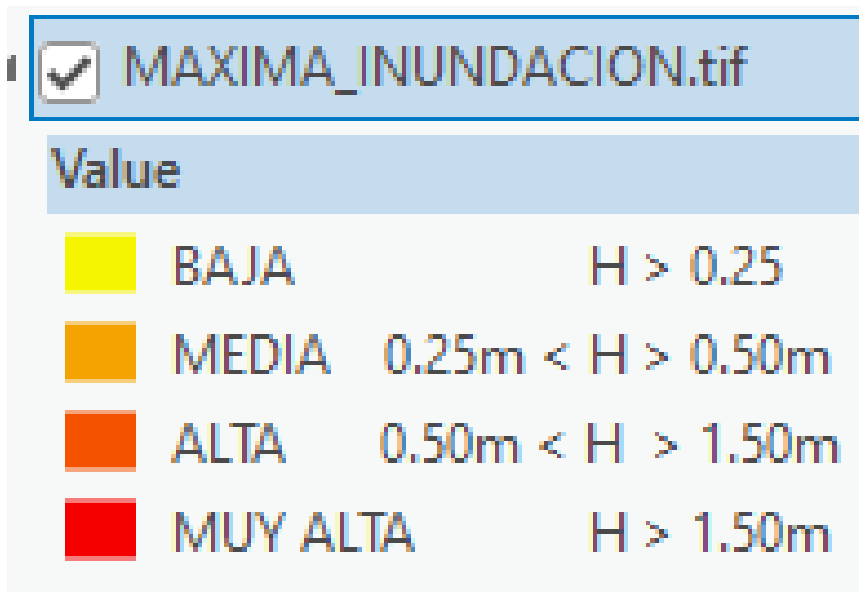 MAXIMA_INUNDACION.tif
Value
BAJA H > 0.25
MEDIA 0.25m < H > 0.50m
ALTA 0.50m < H > 1.50m
MUY ALTA H > 1.50m